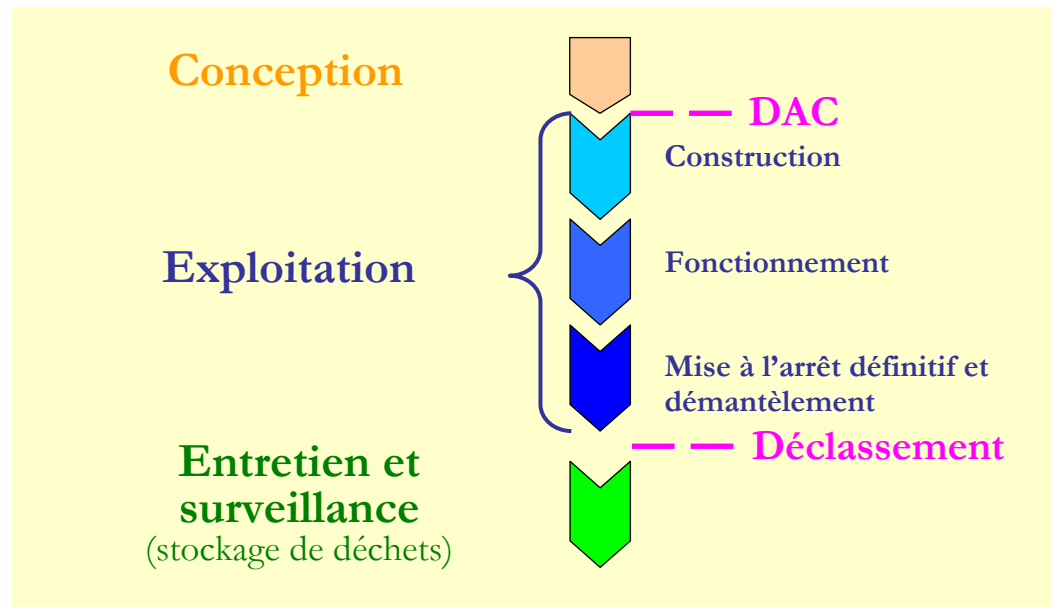 Conception
— — DAC
Construction
Exploitation
Fonctionnement
Mise à l’arrêt définitif et
démantèlement
— — Déclassement
Entretien et
surveillance
(stockage de déchets)